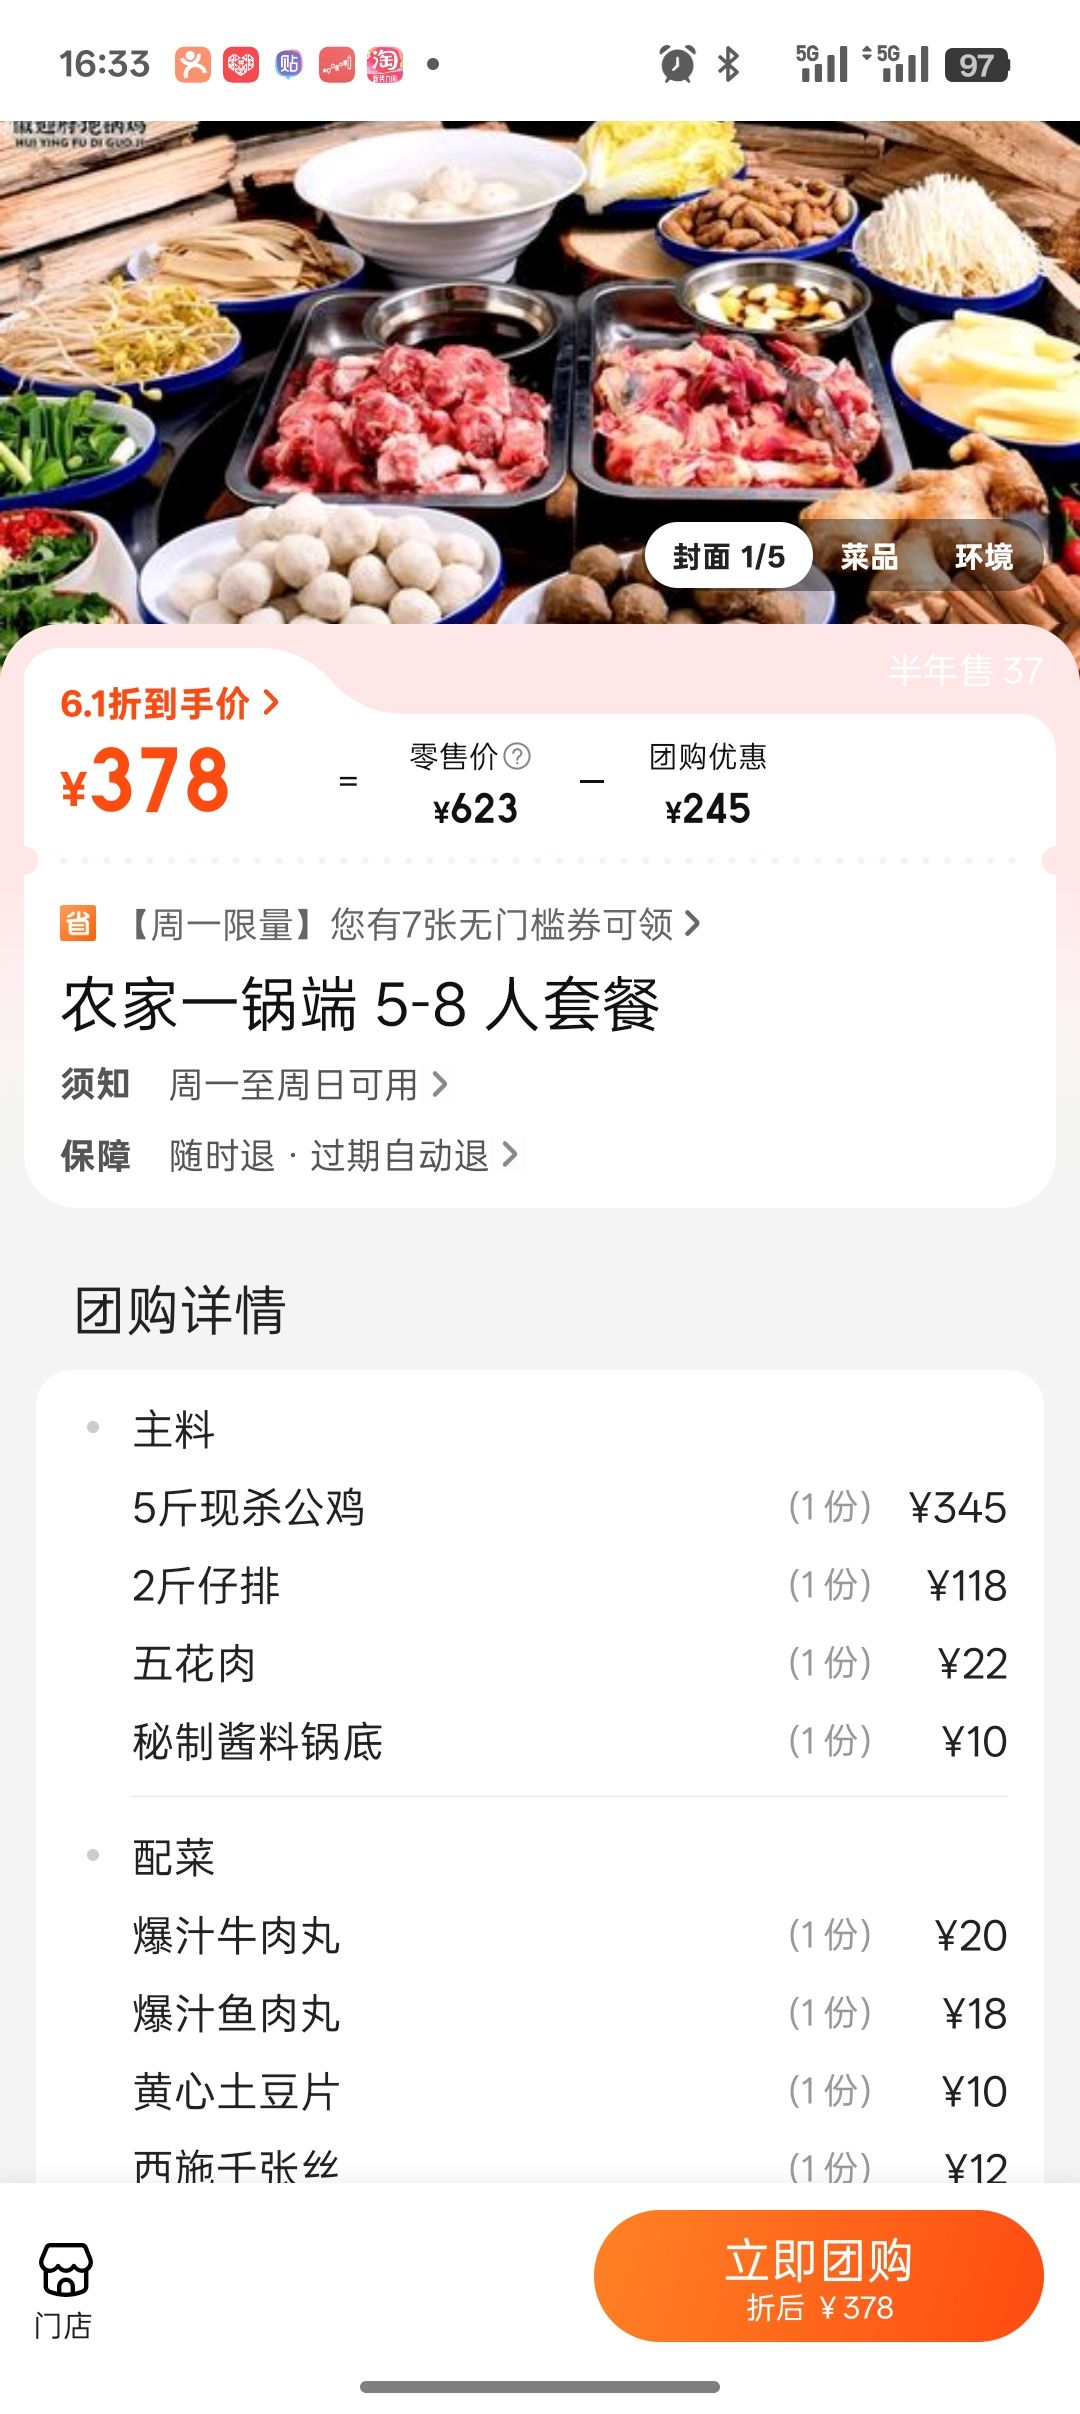 16:33
贴
淘
5G
5G
97
HUI YING FU DI GUO JI
封面 1/5 菜品 环境
半年售 37
6.1折到手价
¥378 = 零售价? ¥623 — 团购优惠 ¥245
省 【周一限量】您有7张无门槛券可领
农家一锅端 5-8 人套餐
须知 周一至周日可用
保障 随时退 · 过期自动退
团购详情
主料
5斤现杀公鸡 (1 份) ¥345
2斤仔排 (1 份) ¥118
五花肉 (1 份) ¥22
秘制酱料锅底 (1 份) ¥10
配菜
爆汁牛肉丸 (1 份) ¥20
爆汁鱼肉丸 (1 份) ¥18
黄心土豆片 (1 份) ¥10
西施千张丝 (1 份) ¥12
门店
立即团购
折后 ¥ 378